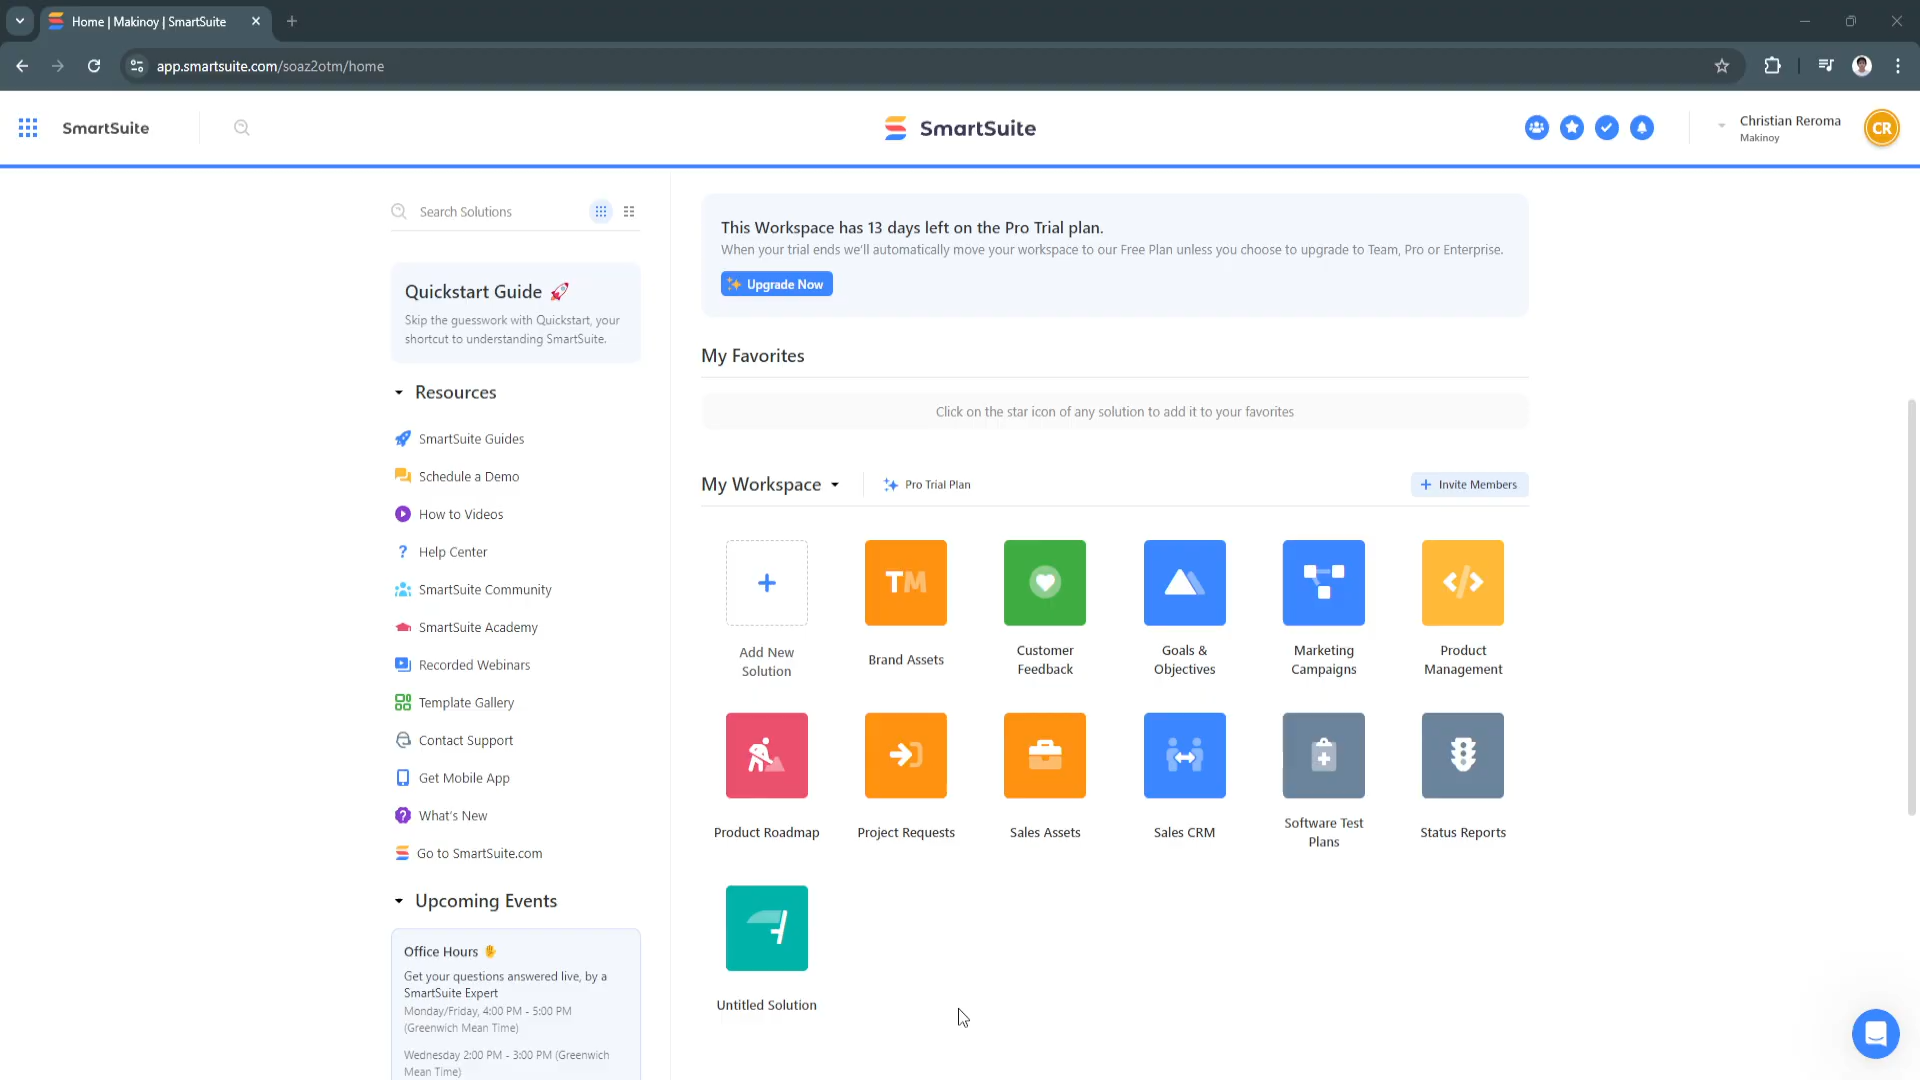 Home | Makinoy | SmartSuite
app.smartsuite.com/soaz2otm/home
SmartSuite
SmartSuite
Christian Reroma
Makinoy
CR
Search Solutions
Quickstart Guide 🚀
Skip the guesswork with Quickstart, your
shortcut to understanding SmartSuite.
Resources
SmartSuite Guides
Schedule a Demo
How to Videos
Help Center
SmartSuite Community
SmartSuite Academy
Recorded Webinars
Template Gallery
Contact Support
Get Mobile App
What's New
Go to SmartSuite.com
Upcoming Events
Office Hours 🖐
Get your questions answered live, by a
SmartSuite Expert
Monday/Friday, 4:00 PM - 5:00 PM
(Greenwich Mean Time)
Wednesday 2:00 PM - 3:00 PM (Greenwich
Mean Time)
This Workspace has 13 days left on the Pro Trial plan.
When your trial ends we'll automatically move your workspace to our Free Plan unless you choose to upgrade to Team, Pro or Enterprise.
Upgrade Now
My Favorites
Click on the star icon of any solution to add it to your favorites
My Workspace
Pro Trial Plan
Invite Members
Add New
Solution
TM
Brand Assets
Customer
Feedback
Goals &
Objectives
Marketing
Campaigns
Product
Management
Product Roadmap
Project Requests
Sales Assets
Sales CRM
Software Test
Plans
Status Reports
Untitled Solution